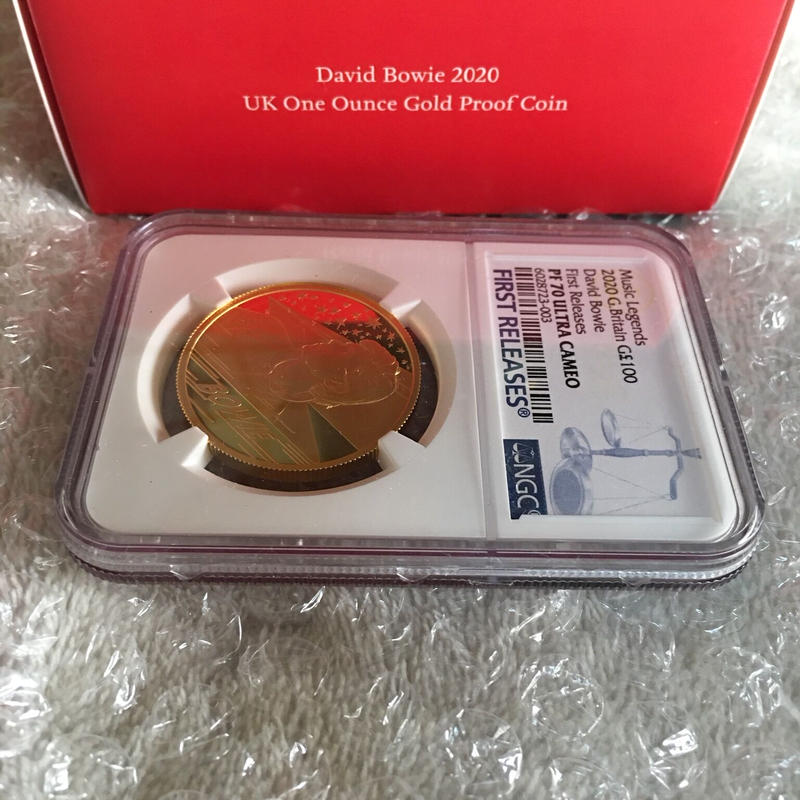 David Bowie 2020
UK One Ounce Gold Proof Coin
BOWIE
Music Legends
2020 G.Britain G£100
David Bowie
First Releases
PF 70 ULTRA CAMEO
6028723-003
FIRST RELEASES®
NGC